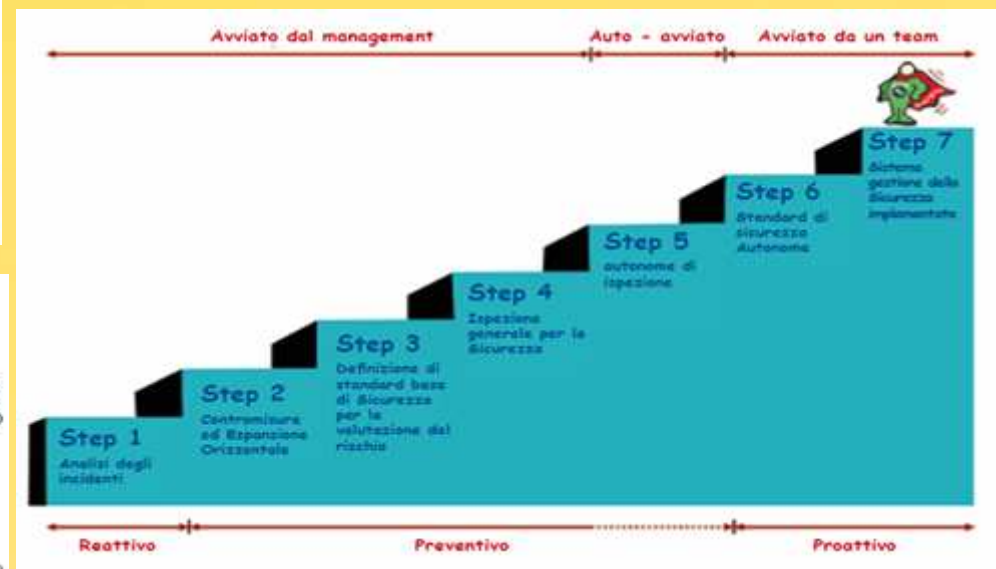 Avviato dal management
Auto - avviato
Avviato da un team
Step 1
Analisi degli
incidenti
Step 2
Contromisure
ed Espansione
Orizzontale
Step 3
Definizione di
standard base
di Sicurezza
per la
valutazione del
rischio
Step 4
Ispezione
generale per la
Sicurezza
Step 5
autonome di
ispezione
Step 6
Standard di
sicurezza
Autonome
Step 7
Sistema
gestione della
Sicurezza
implementato
Reattivo
Preventivo
Proattivo